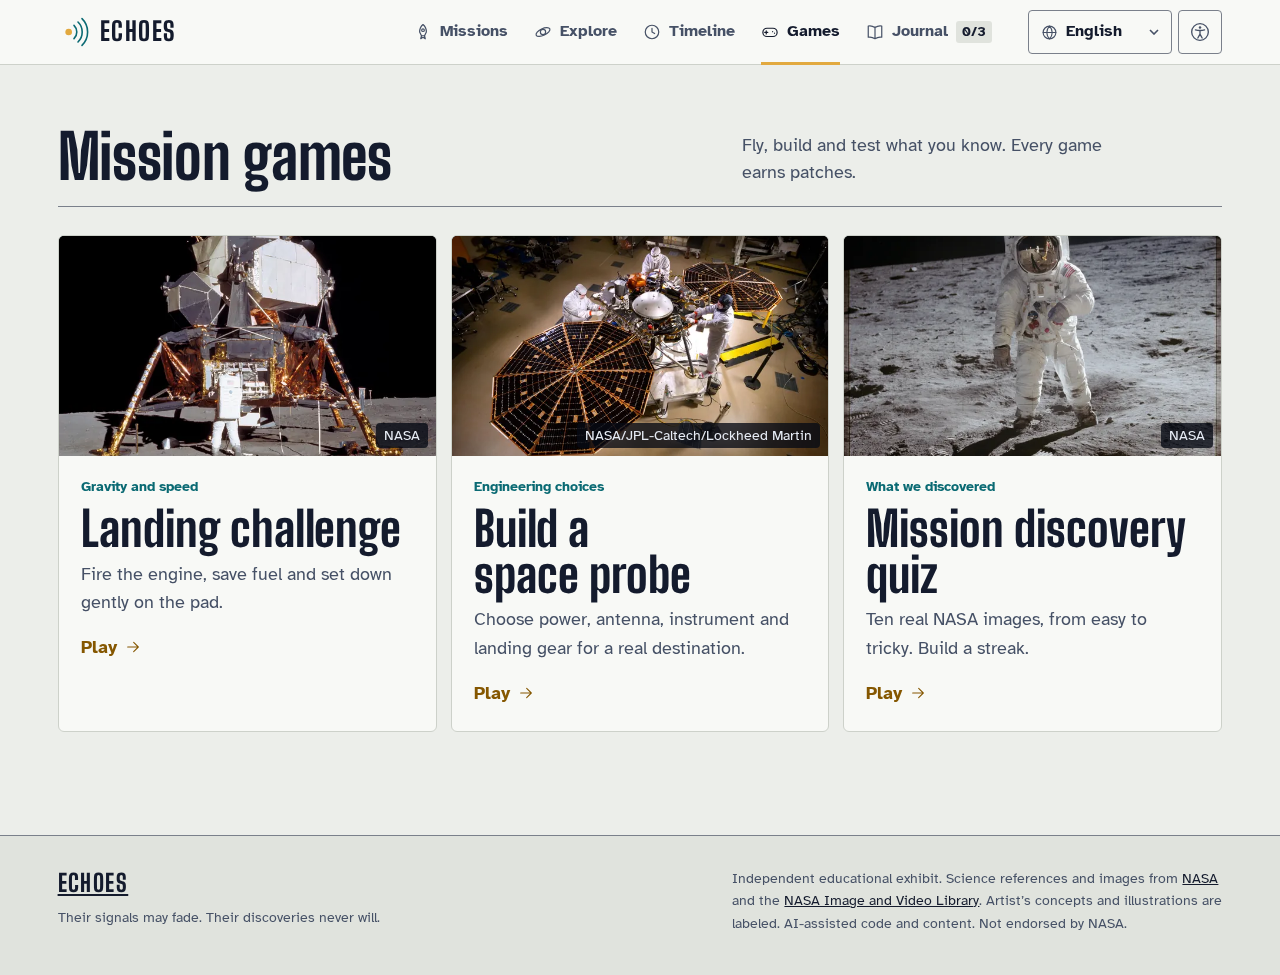 ECHOES
Missions
Explore
Timeline
Games
Journal 0/3
English
Mission games
Fly, build and test what you know. Every game
earns patches.
NASA
NASA/JPL-Caltech/Lockheed Martin
NASA
Gravity and speed
Landing challenge
Fire the engine, save fuel and set down
gently on the pad.
Play
Engineering choices
Build a
space probe
Choose power, antenna, instrument and
landing gear for a real destination.
Play
What we discovered
Mission discovery
quiz
Ten real NASA images, from easy to
tricky. Build a streak.
Play
ECHOES
Their signals may fade. Their discoveries never will.
Independent educational exhibit. Science references and images from NASA
and the NASA Image and Video Library. Artist’s concepts and illustrations are
labeled. AI-assisted code and content. Not endorsed by NASA.